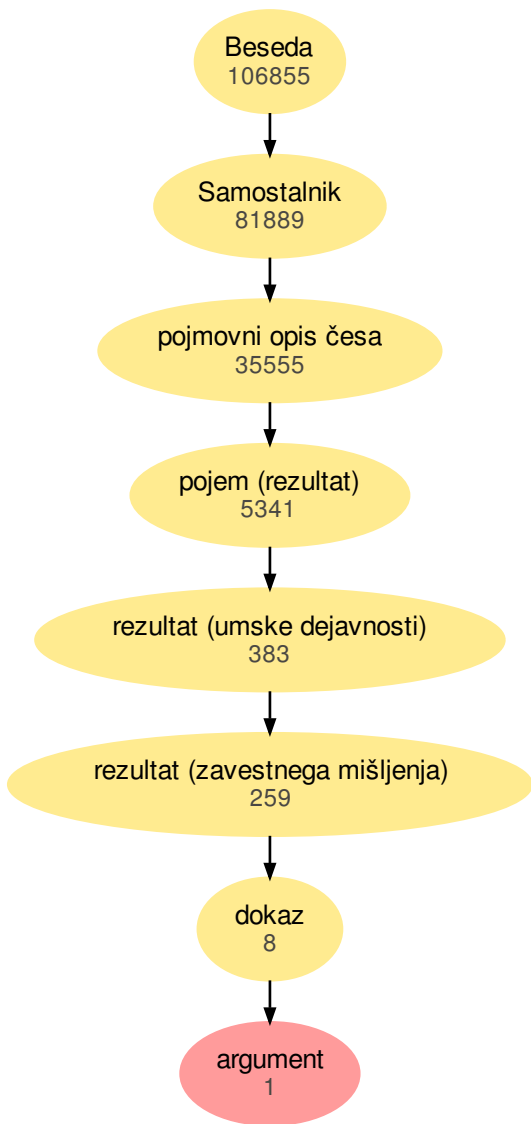 Beseda
106855
Samostalnik
81889
pojmovni opis česa
35555
pojem (rezultat)
5341
rezultat (umske dejavnosti)
383
rezultat (zavestnega mišljenja)
259
dokaz
8
argument
1